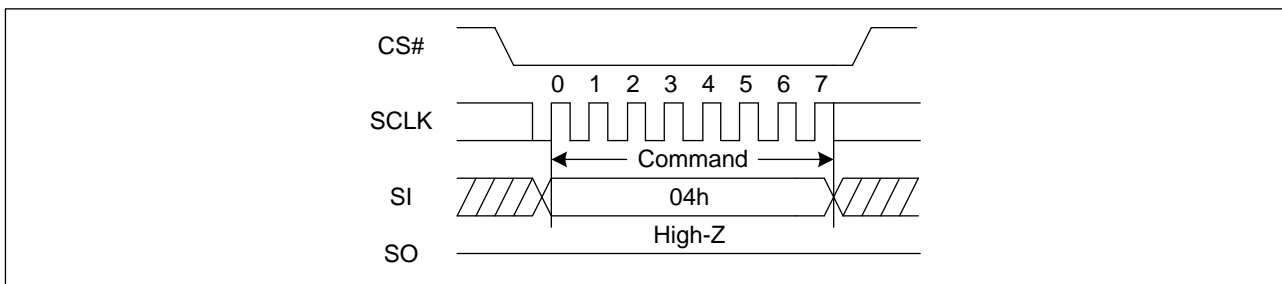 CS#
0 1 2 3 4 5 6 7
SCLK
Command
SI 04h
High-Z
SO